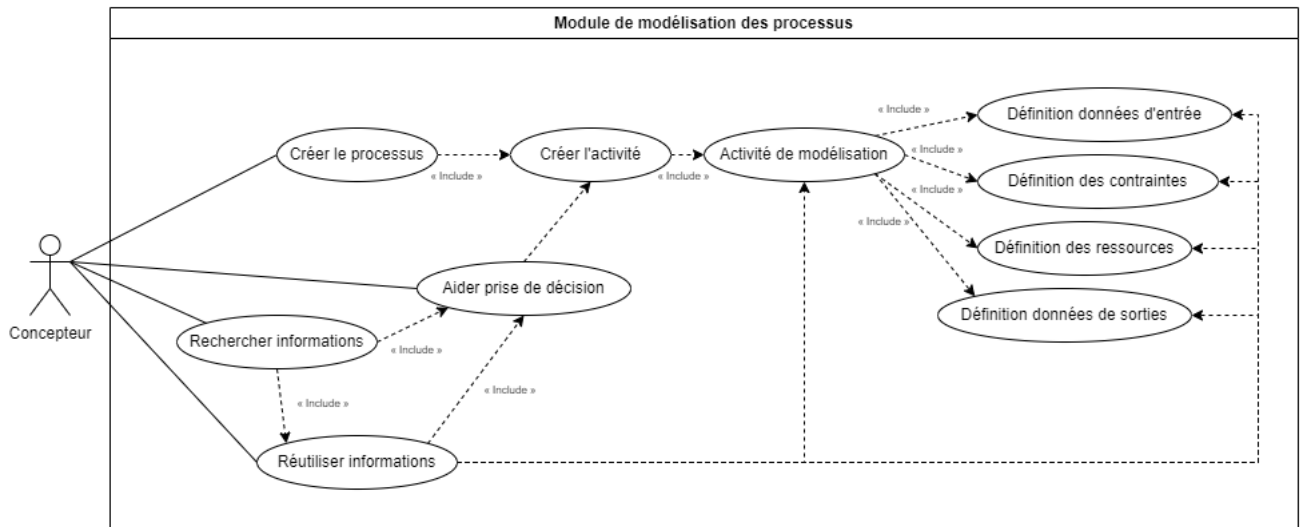 Module de modélisation des processus
« Include »
Définition données d'entrée
Créer le processus
Créer l'activité
Activité de modélisation
« Include »
« Include »
« Include »
Définition des contraintes
« Include »
« Include »
Définition des ressources
Aider prise de décision
Définition données de sorties
Concepteur
Rechercher informations
« Include »
« Include »
« Include »
Réutiliser informations